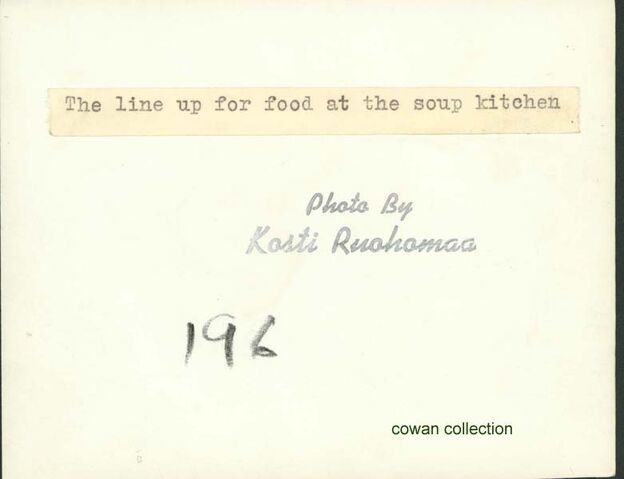 The line up for food at the soup kitchen
Photo By
Kosti Ruohomaa
196
cowan collection